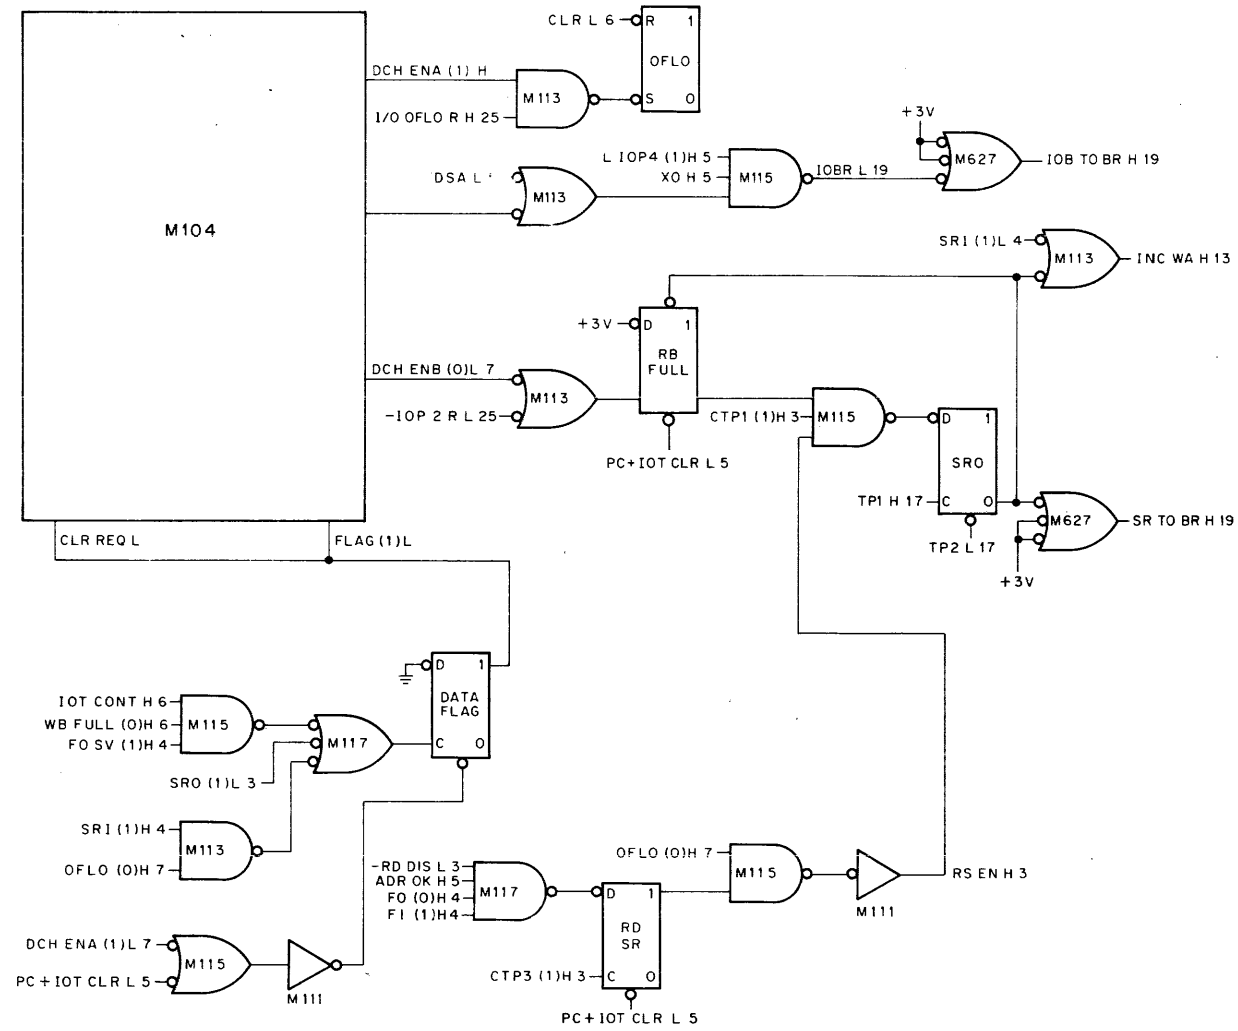 CLR L 6
R 1
OFLO
S O
DCH ENA (1) H
M113
I/O OFLO R H 25
+3V
L IOP4 (1)H 5
XO H 5
M115
IOBR L 19
M627
IOB TO BR H 19
DSA L
M113
M104
SRI (1)L 4
M113
INC WA H 13
+3V
D 1
RB
FULL
DCH ENB (0)L 7
M113
-IOP 2 R L 25
CTP1 (1)H 3
M115
D 1
SRO
C O
PC+IOT CLR L 5
TP1 H 17
M627
SR TO BR H 19
TP2 L 17
+3V
CLR REQ L
FLAG (1)L
D 1
DATA
FLAG
C O
IOT CONT H 6
WB FULL (0)H 6
FO SV (1)H 4
M115
M117
SRO (1)L 3
SRI (1)H 4
M113
OFLO (0)H 7
-RD DIS L 3
ADR OK H 5
FO (0)H 4
FI (1)H 4
M117
OFLO (0)H 7
M115
M111
RS EN H 3
D 1
RD
SR
C O
CTP3 (1)H 3
DCH ENA (1)L 7
M115
PC+IOT CLR L 5
M111
PC+IOT CLR L 5